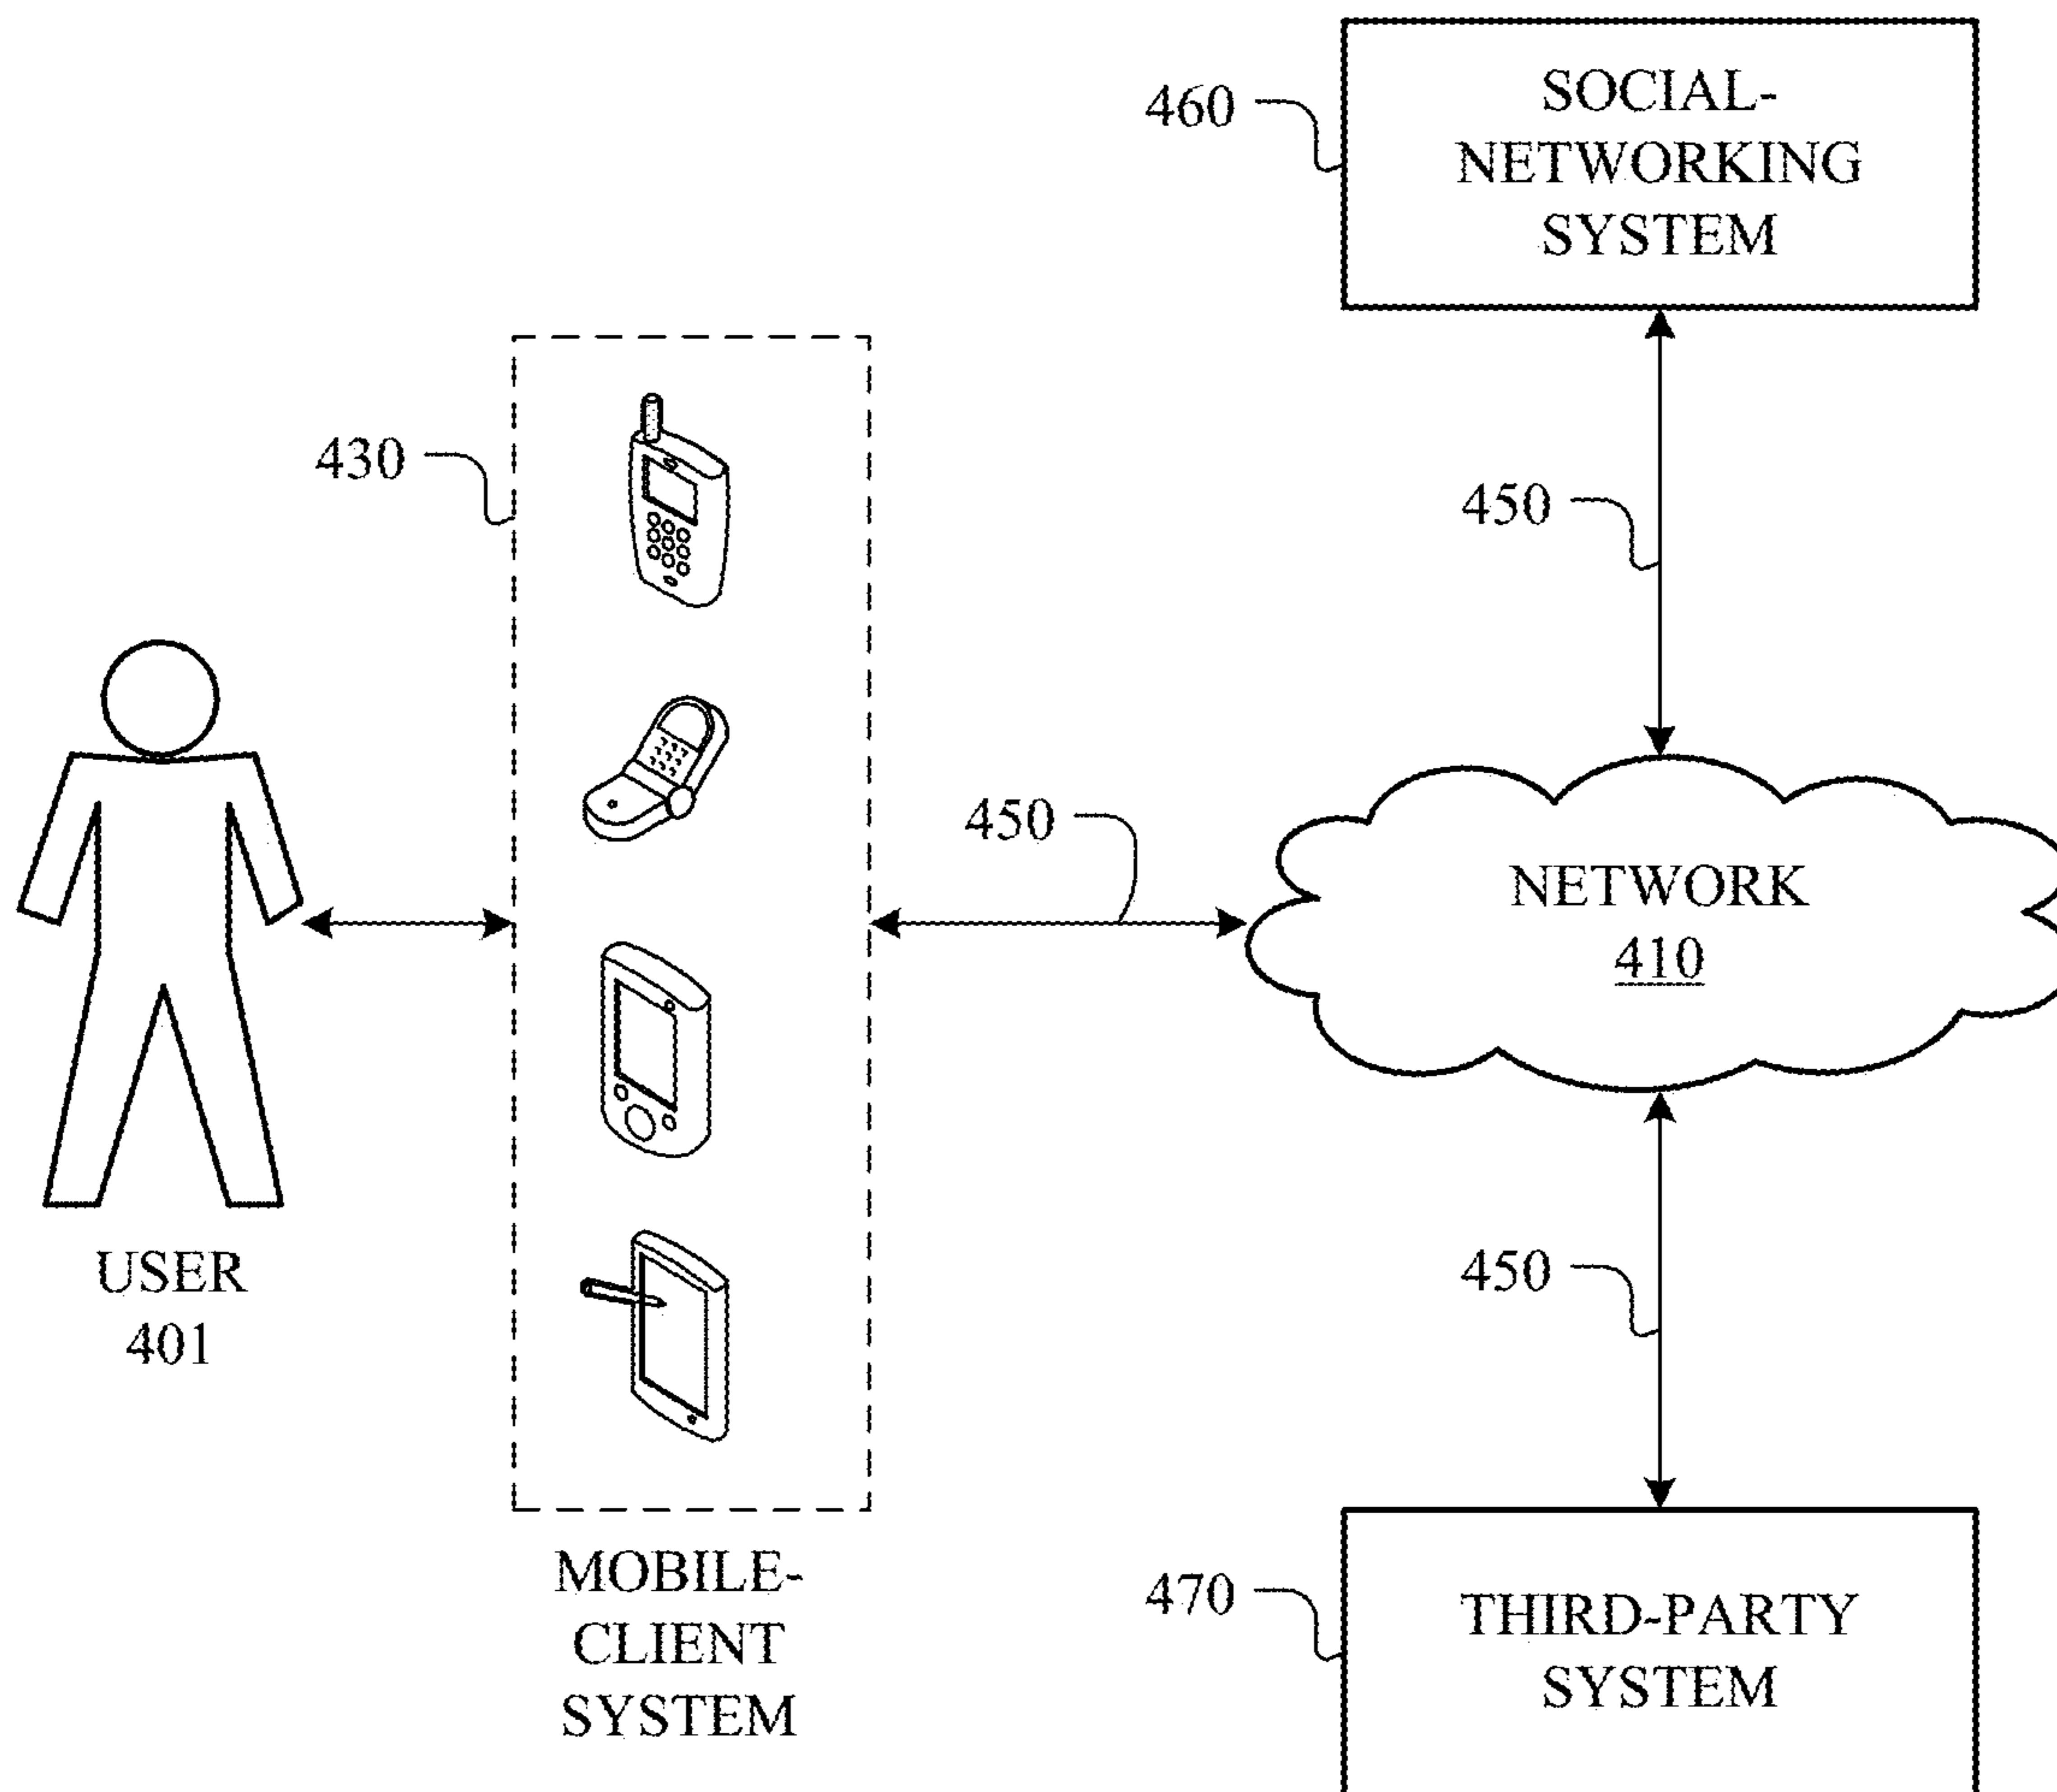 460
SOCIAL-
NETWORKING
SYSTEM
430
450
450
NETWORK
410
USER
401
450
MOBILE-
CLIENT
SYSTEM
470
THIRD-PARTY
SYSTEM